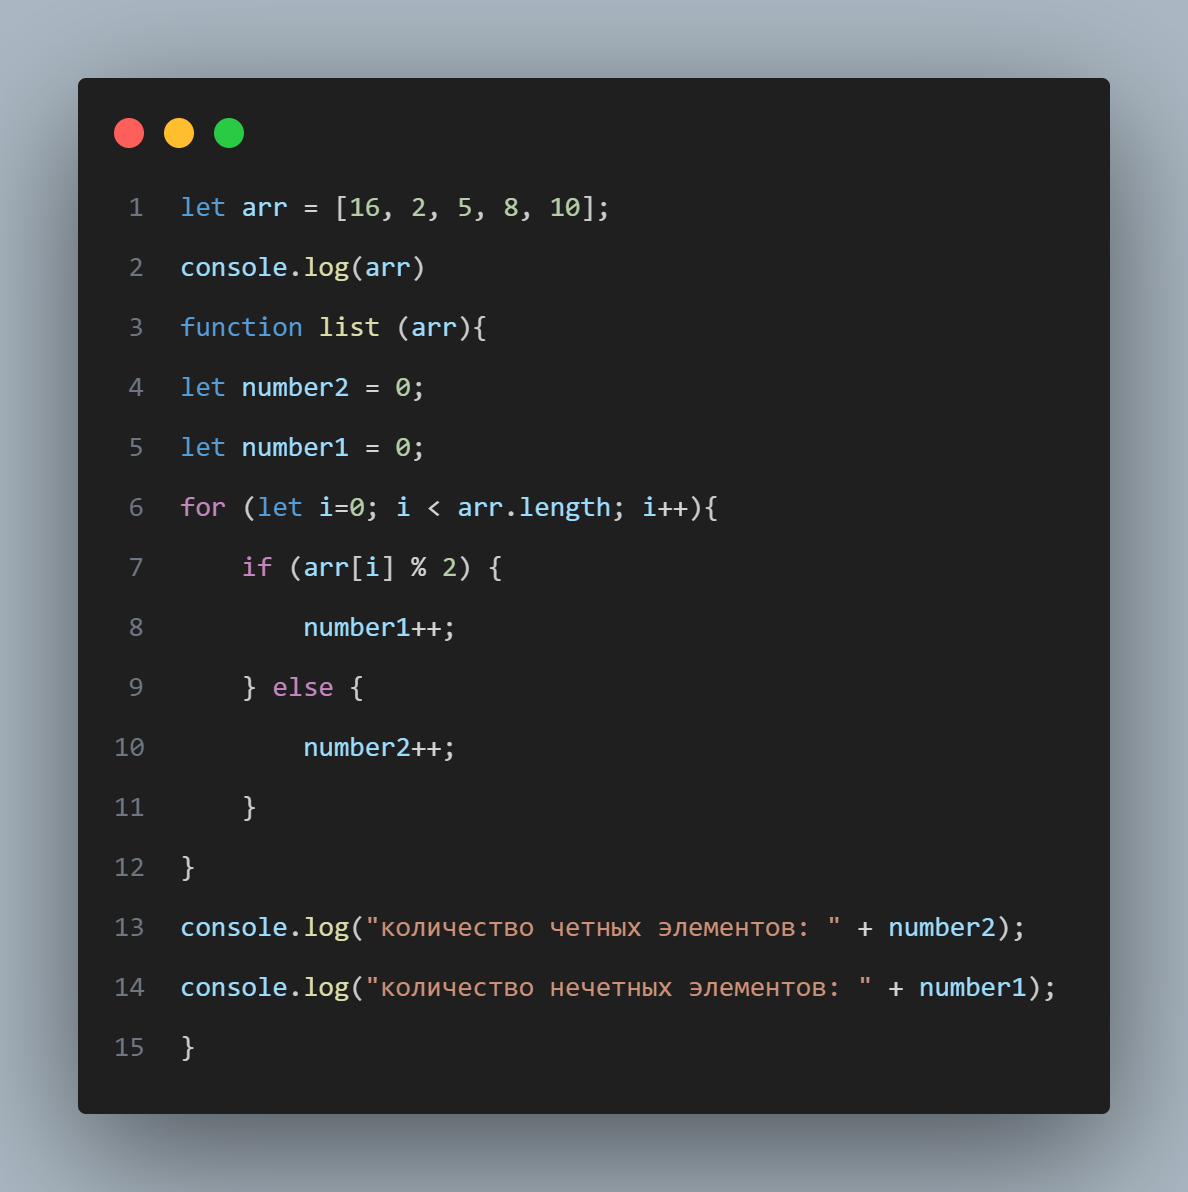 1 let arr = [16, 2, 5, 8, 10];
2 console.log(arr)
3 function list (arr){
4 let number2 = 0;
5 let number1 = 0;
6 for (let i=0; i < arr.length; i++){
7     if (arr[i] % 2) {
8         number1++;
9     } else {
10         number2++;
11     }
12 }
13 console.log("количество четных элементов: " + number2);
14 console.log("количество нечетных элементов: " + number1);
15 }